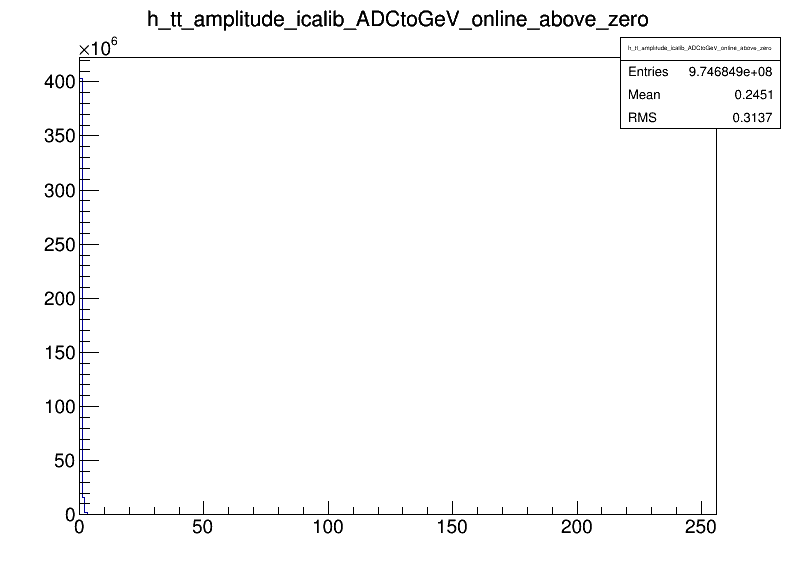 h_tt_amplitude_icalib_ADCtoGeV_online_above_zero
×10⁶
h_tt_amplitude_icalib_ADCtoGeV_online_above_zero
Entries 9.746849e+08
Mean 0.2451
RMS 0.3137
400
350
300
250
200
150
100
50
0
0 50 100 150 200 250